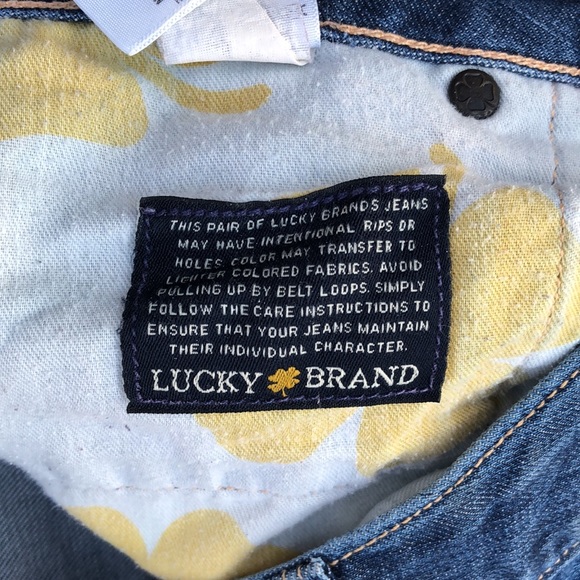 THIS PAIR OF LUCKY BRANDS JEANS
MAY HAVE INTENTIONAL RIPS OR
HOLES. COLOR MAY TRANSFER TO
LIGHTER COLORED FABRICS. AVOID
PULLING UP BY BELT LOOPS. SIMPLY
FOLLOW THE CARE INSTRUCTIONS TO
ENSURE THAT YOUR JEANS MAINTAIN
THEIR INDIVIDUAL CHARACTER.
LUCKY BRAND